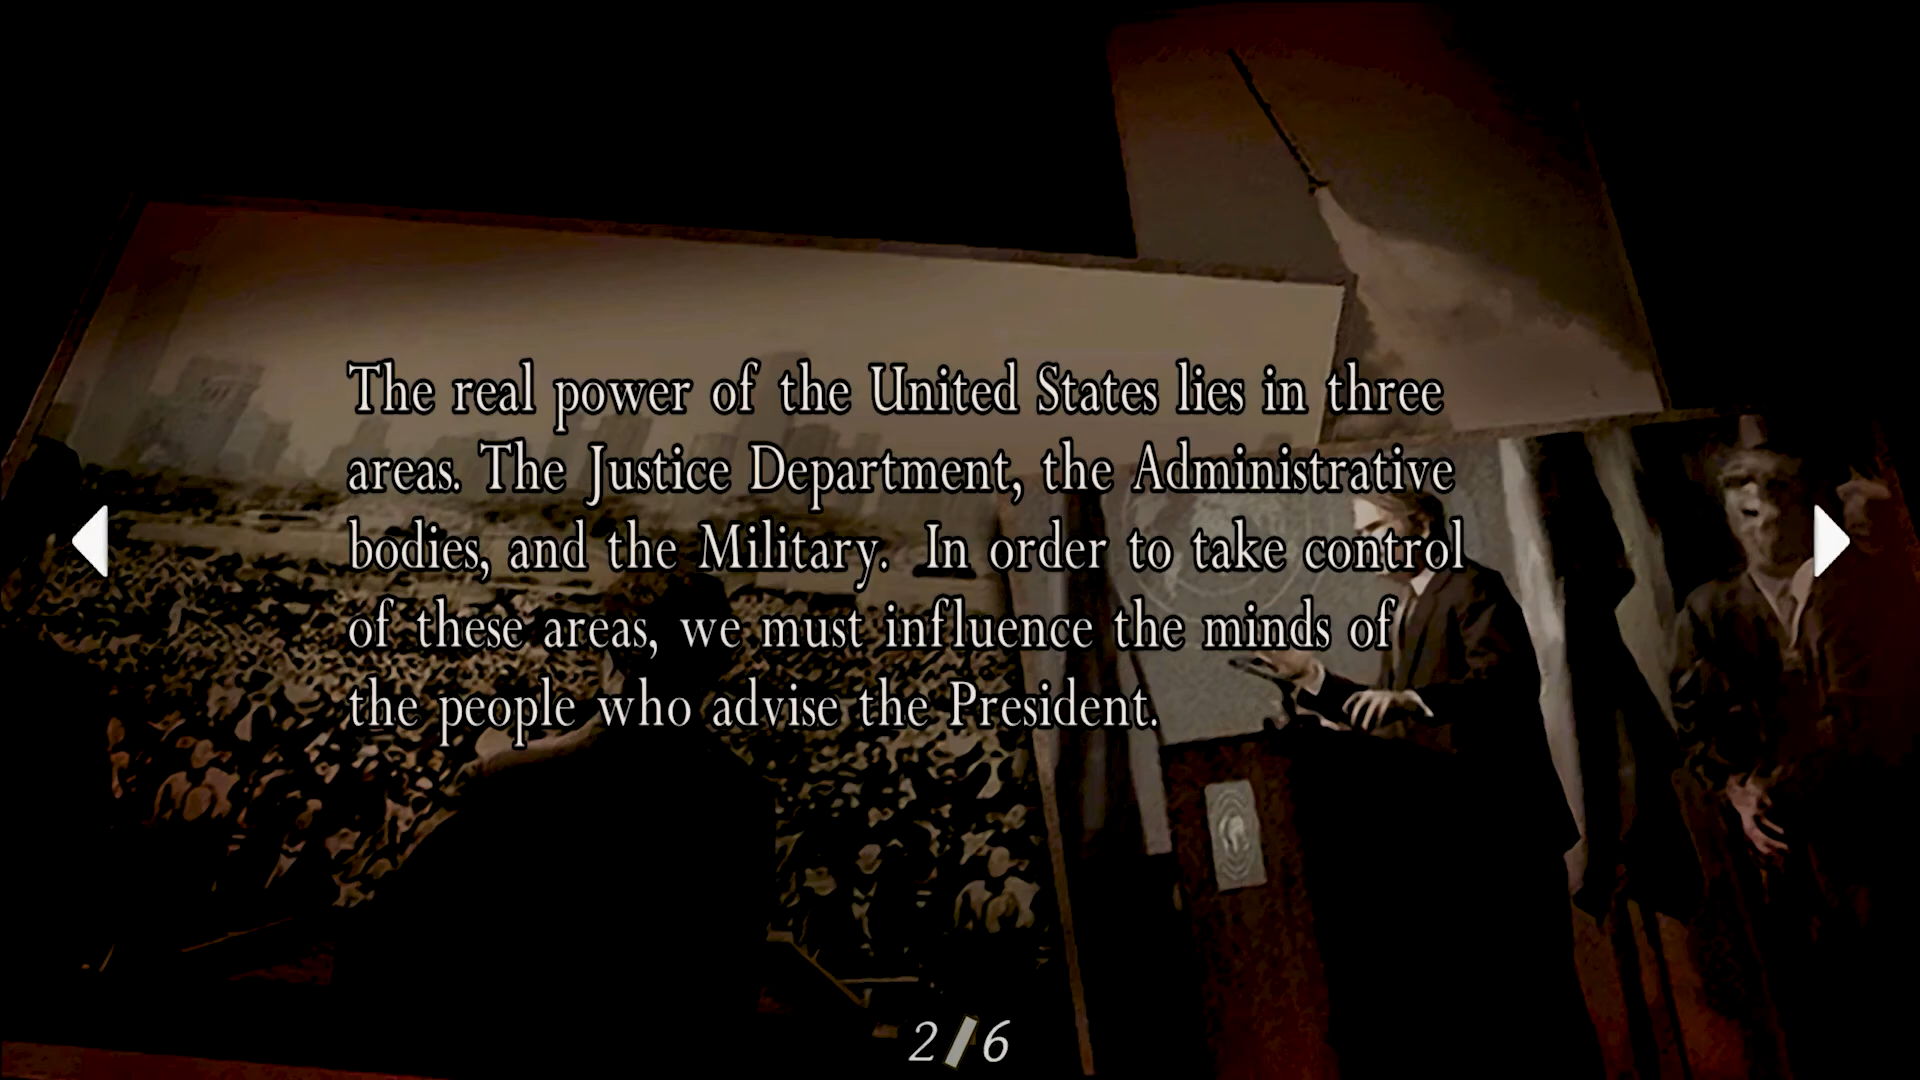 The real power of the United States lies in three
areas. The Justice Department, the Administrative
bodies, and the Military.  In order to take control
of these areas, we must influence the minds of
the people who advise the President.
2/6